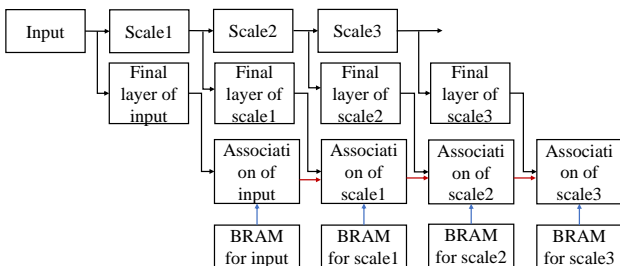 Input
Scale1
Scale2
Scale3
Final
layer of
input
Final
layer of
scale1
Final
layer of
scale2
Final
layer of
scale3
Associati
on of
input
Associati
on of
scale1
Associati
on of
scale2
Associati
on of
scale3
BRAM
for input
BRAM
for scale1
BRAM
for scale2
BRAM
for scale3